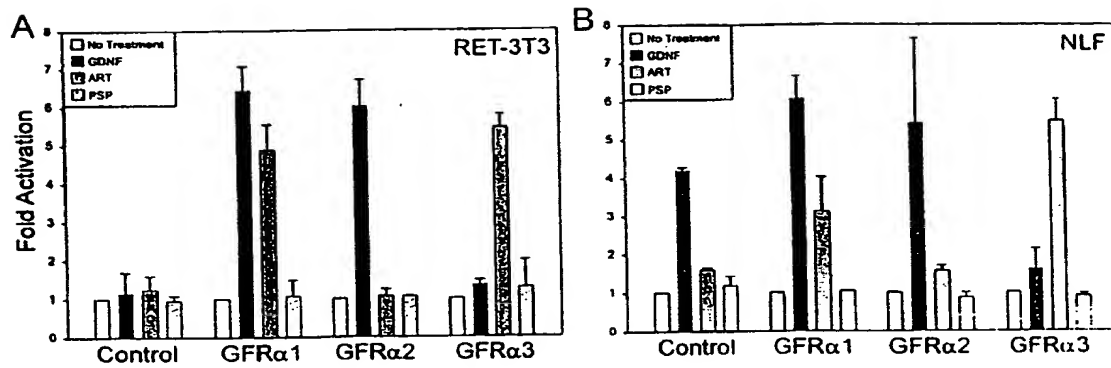 A
8
7
6
5
4
3
2
1
0
Fold Activation
No Treatment
GDNF
ART
PSP
RET-3T3
Control GFRα1 GFRα2 GFRα3
B
8
7
6
5
4
3
2
1
0
No Treatment
GDNF
ART
PSP
NLF
Control GFRα1 GFRα2 GFRα3